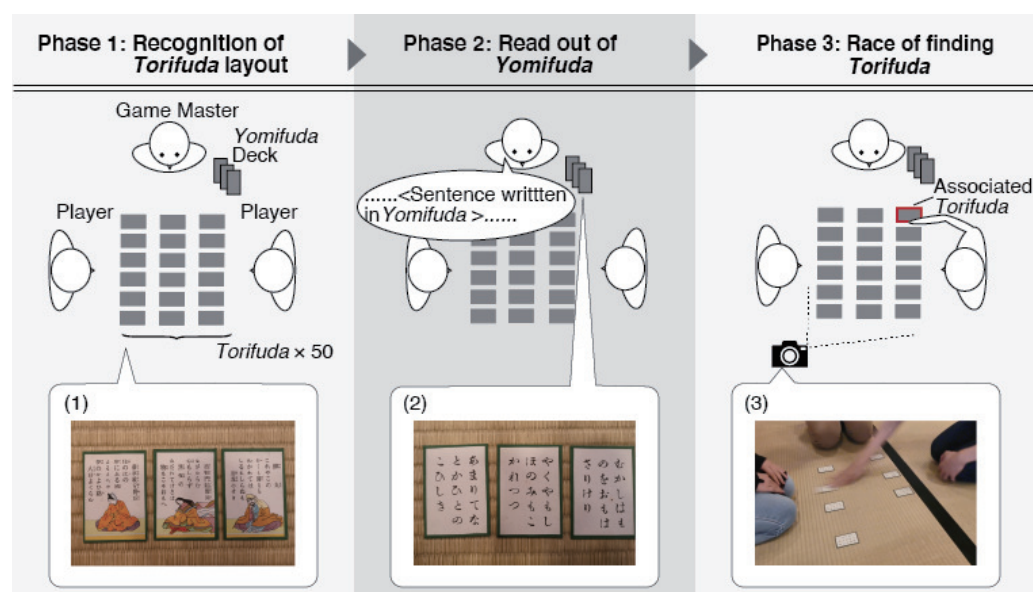 Phase 1: Recognition of
Torifuda layout
Game Master
Yomifuda
Deck
Player
Player
Torifuda × 50
(1)
Phase 2: Read out of
Yomifuda
......<Sentence writtten
in Yomifuda >......
(2)
むかしはも
のをおもは
さりけり
やくやもし
ほのみもこ
かれつつ
あまりてな
とかひとの
こひしき
Phase 3: Race of finding
Torifuda
Associated
Torifuda
(3)